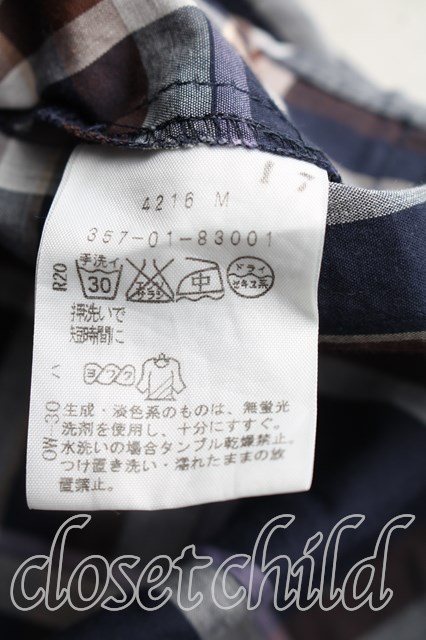 17
4216 M
357-01-83001
R20
手洗イ
30
エンソ
サラシ
中
ドライ
セキユ系
押洗いで
短時間に
ヨワク
OW-30
生成・淡色系のものは、無蛍光
洗剤を使用し、十分にすすぐ。
水洗いの場合タンブル乾燥禁止。
つけ置き洗い・濡れたままの放
置禁止。
closetchild